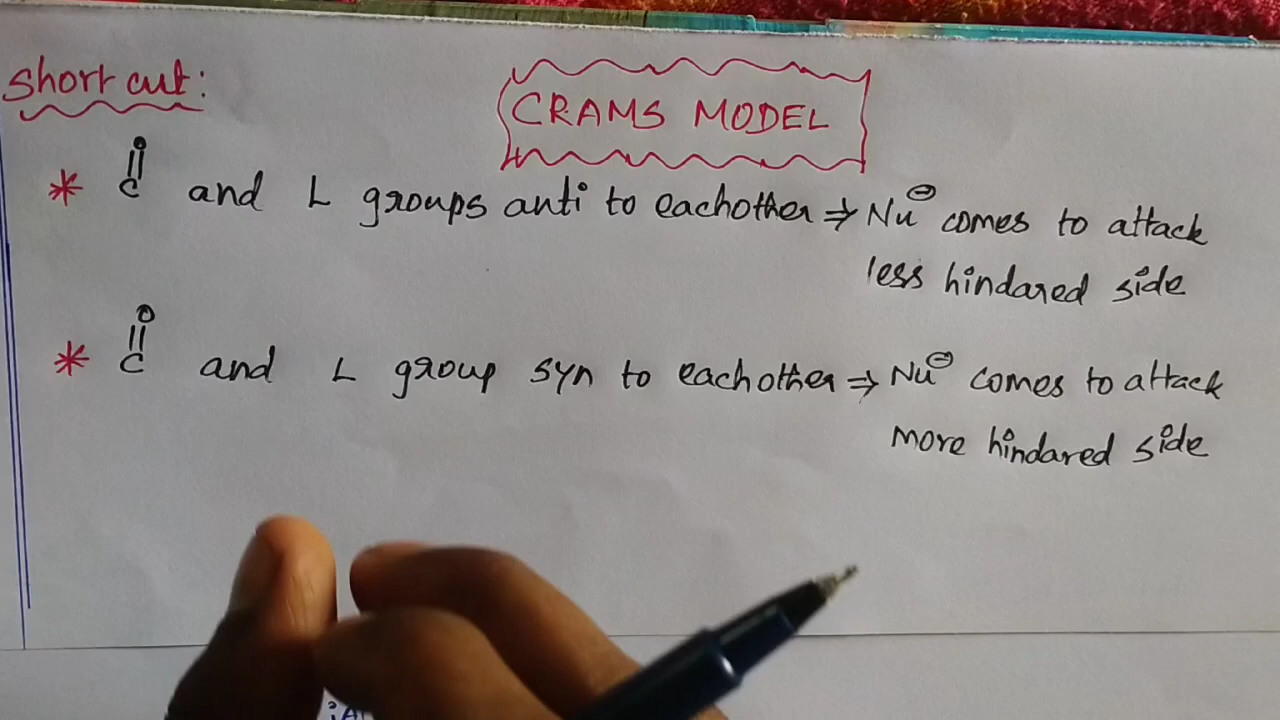 Short cut:
CRAMS MODEL
* O
||
C and L groups anti to eachother ⇒ Nu⊖ comes to attack
less hindared side
* O
||
C and L group syn to eachother ⇒ Nu⊖ comes to attack
more hindared side